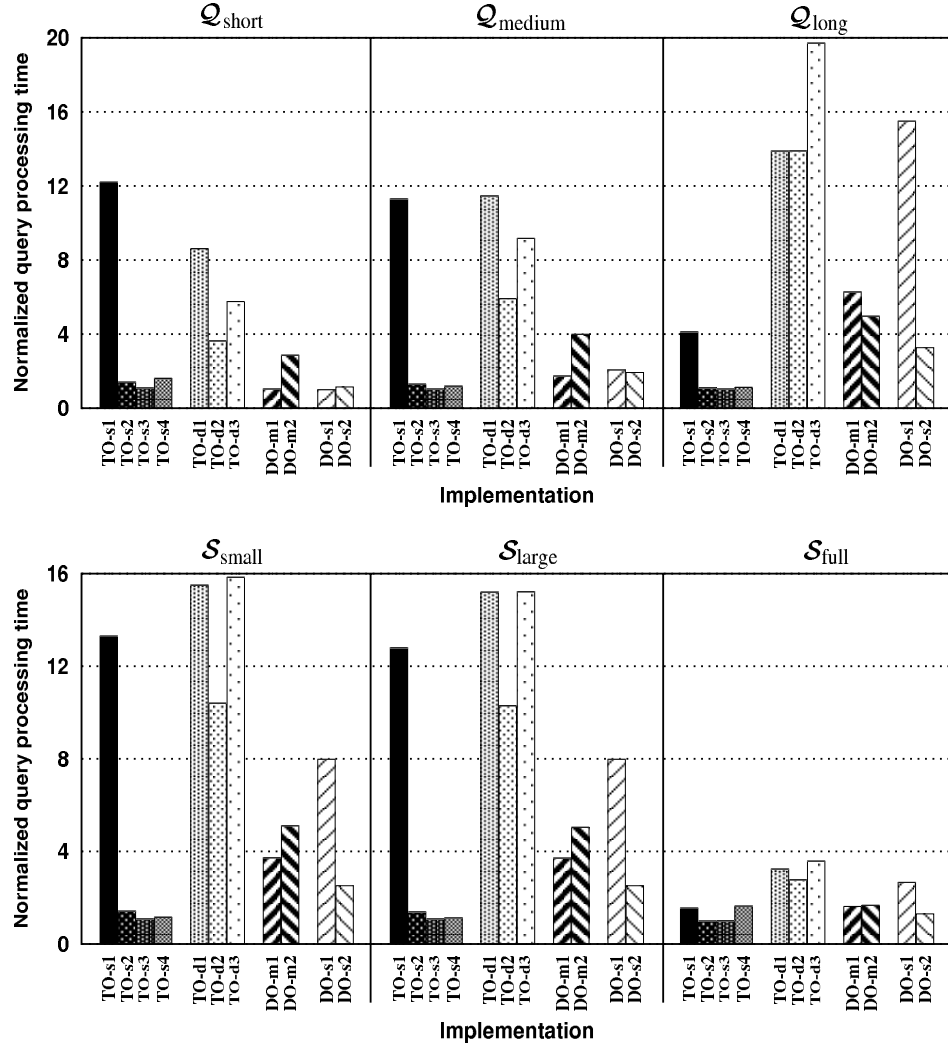 Q short
Q medium
Q long
Normalized query processing time
20
16
12
8
4
0
TO-s1 TO-s2 TO-s3 TO-s4 TO-d1 TO-d2 TO-d3 DO-m1 DO-m2 DO-s1 DO-s2
TO-s1 TO-s2 TO-s3 TO-s4 TO-d1 TO-d2 TO-d3 DO-m1 DO-m2 DO-s1 DO-s2
TO-s1 TO-s2 TO-s3 TO-s4 TO-d1 TO-d2 TO-d3 DO-m1 DO-m2 DO-s1 DO-s2
Implementation
S small
S large
S full
Normalized query processing time
16
12
8
4
0
TO-s1 TO-s2 TO-s3 TO-s4 TO-d1 TO-d2 TO-d3 DO-m1 DO-m2 DO-s1 DO-s2
TO-s1 TO-s2 TO-s3 TO-s4 TO-d1 TO-d2 TO-d3 DO-m1 DO-m2 DO-s1 DO-s2
TO-s1 TO-s2 TO-s3 TO-s4 TO-d1 TO-d2 TO-d3 DO-m1 DO-m2 DO-s1 DO-s2
Implementation